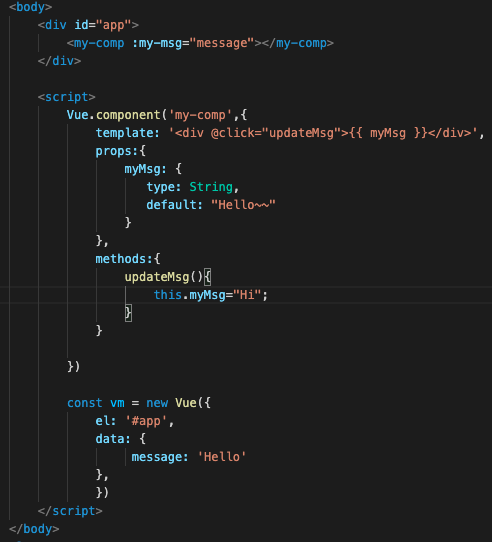 <body>
<div id="app">
<my-comp :my-msg="message"></my-comp>
</div>
<script>
Vue.component('my-comp',{
template: '<div @click="updateMsg">{{ myMsg }}</div>',
props:{
myMsg: {
type: String,
default: "Hello~~"
}
},
methods:{
updateMsg(){
this.myMsg="Hi";
}
}
})
const vm = new Vue({
el: '#app',
data: {
message: 'Hello'
},
})
</script>
</body>